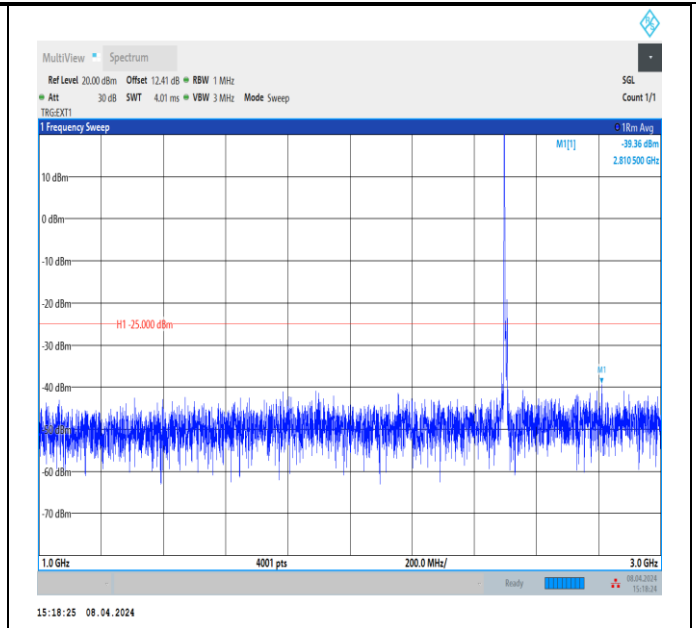 R&S
MultiView Spectrum
Ref Level 20.00 dBm Offset 12.41 dB RBW 1 MHz SGL
Att 30 dB SWT 4.01 ms VBW 3 MHz Mode Sweep Count 1/1
TRG:EXT1
1 Frequency Sweep 1Rm Avg
M1[1] -39.36 dBm
2.810 500 GHz
10 dBm
0 dBm
-10 dBm
-20 dBm
H1 -25.000 dBm
-30 dBm
M1
-40 dBm
-60 dBm
-70 dBm
1.0 GHz 4001 pts 200.0 MHz/ 3.0 GHz
- - Ready 08.04.2024
15:18:24
15:18:25 08.04.2024